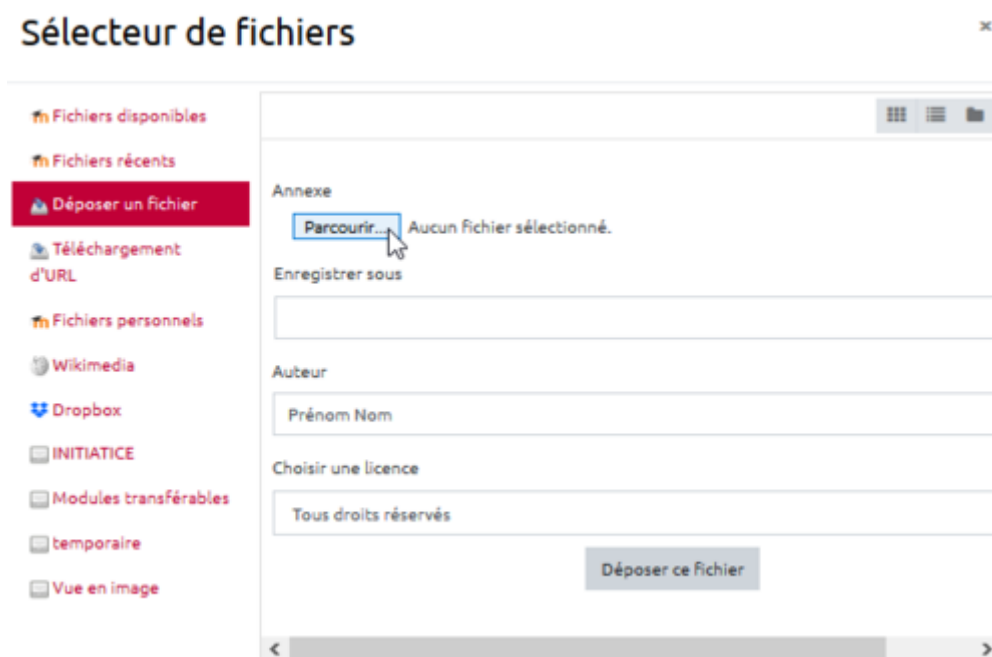 Sélecteur de fichiers
Fichiers disponibles
Fichiers récents
Déposer un fichier
Téléchargement
d'URL
Fichiers personnels
Wikimedia
Dropbox
INITIATICE
Modules transférables
temporaire
Vue en image
Annexe
Parcourir... Aucun fichier sélectionné.
Enregistrer sous
Auteur
Prénom Nom
Choisir une licence
Tous droits réservés
Déposer ce fichier